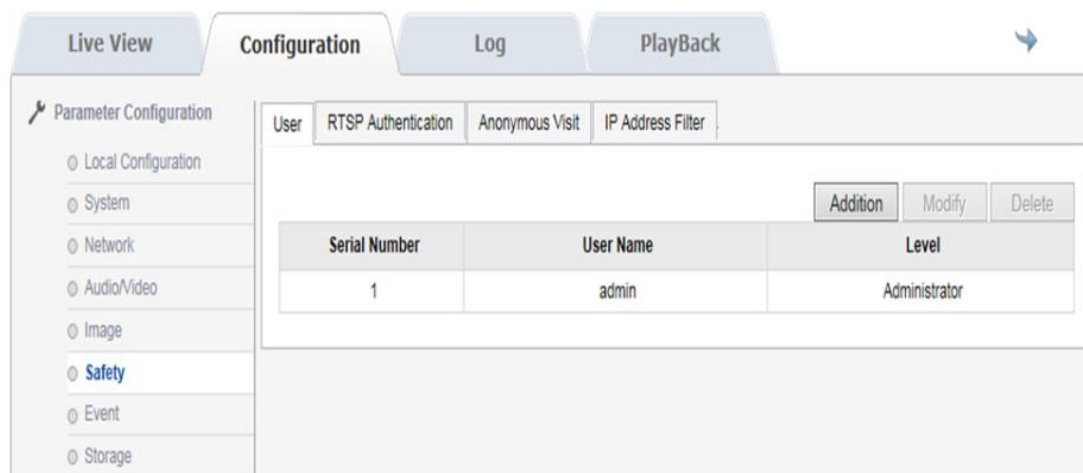 Live View Configuration Log PlayBack
Parameter Configuration
Local Configuration
System
Network
Audio/Video
Image
Safety
Event
Storage
User RTSP Authentication Anonymous Visit IP Address Filter
Addition Modify Delete
Serial Number User Name Level
1 admin Administrator